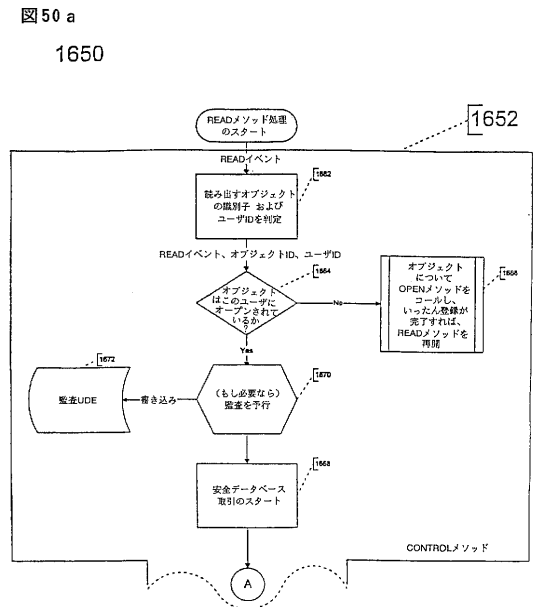 図50 a
1650
READメソッド処理
のスタート
1652
READイベント
読み出すオブジェクト
の識別子 および
ユーザIDを判定
READイベント、オブジェクトID、ユーザID
1664
オブジェクト
はこのユーザに
オープンされて
いるか
?
No
オブジェクト
について
OPENメソッドを
コールし、
いったん登録が
完了すれば、
READメソッドを
再開
Yes
1672
監査UDE
書き込み
(もし必要なら)
監査を予行
1670
安全データベース
取引のスタート
1668
CONTROLメソッド
A